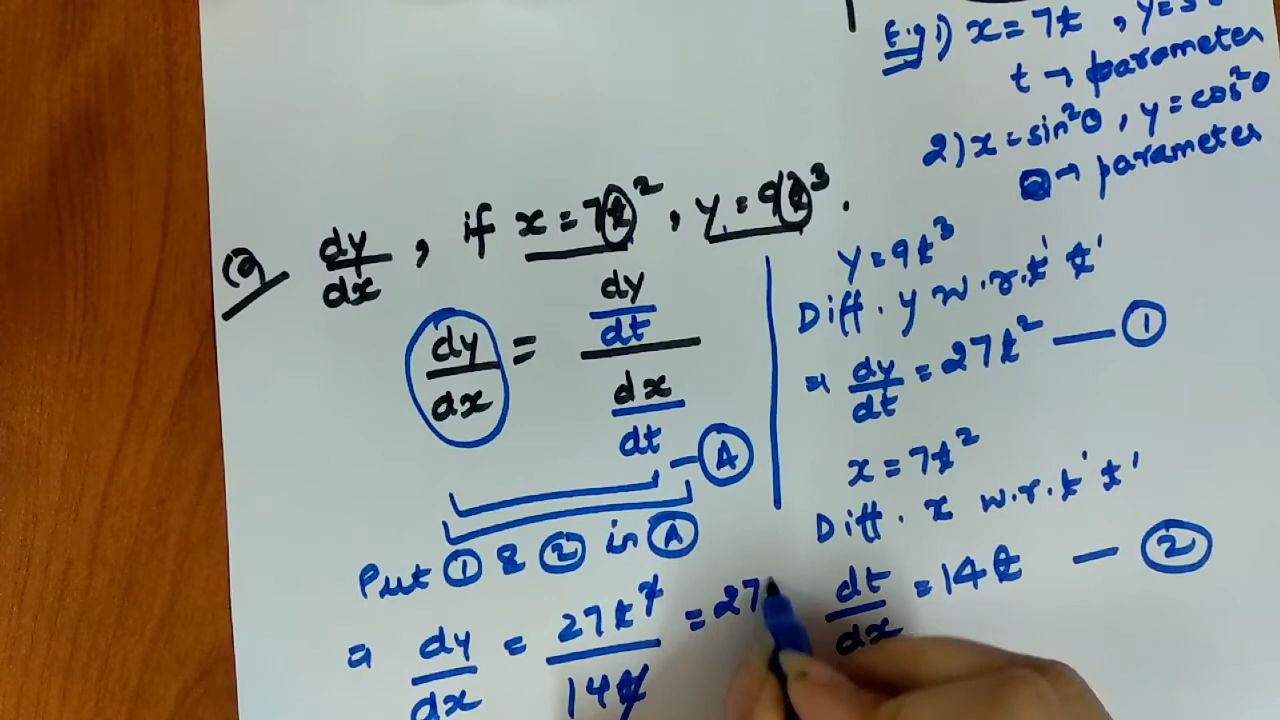 E.g 1) x = 7t , y =
t → parameter
2) x = sin²θ , y = cos²θ
θ → parameter
Q dy/dx , if x = 7t² , y = 9t³ .
dy/dx = dy/dt / dx/dt — A
Put 1 & 2 in A
⇒ dy/dx = 27t² / 14t = 27
y = 9t³
Diff. y w.r.t 't'
⇒ dy/dt = 27t² — 1
x = 7t²
Diff. x w.r.t 't'
dt/dx = 14t — 2